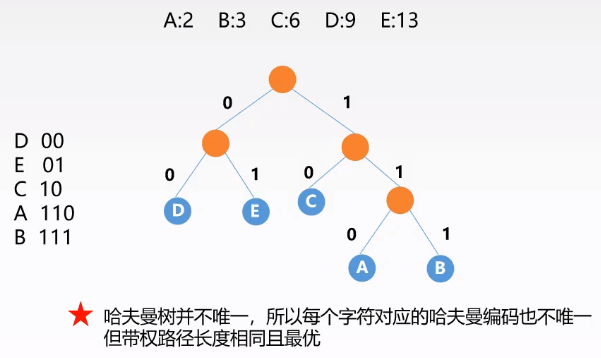 A:2 B:3 C:6 D:9 E:13
0 1
0 1 0 1
D E C
0 1
A B
D 00
E 01
C 10
A 110
B 111
哈夫曼树并不唯一，所以每个字符对应的哈夫曼编码也不唯一
但带权路径长度相同且最优